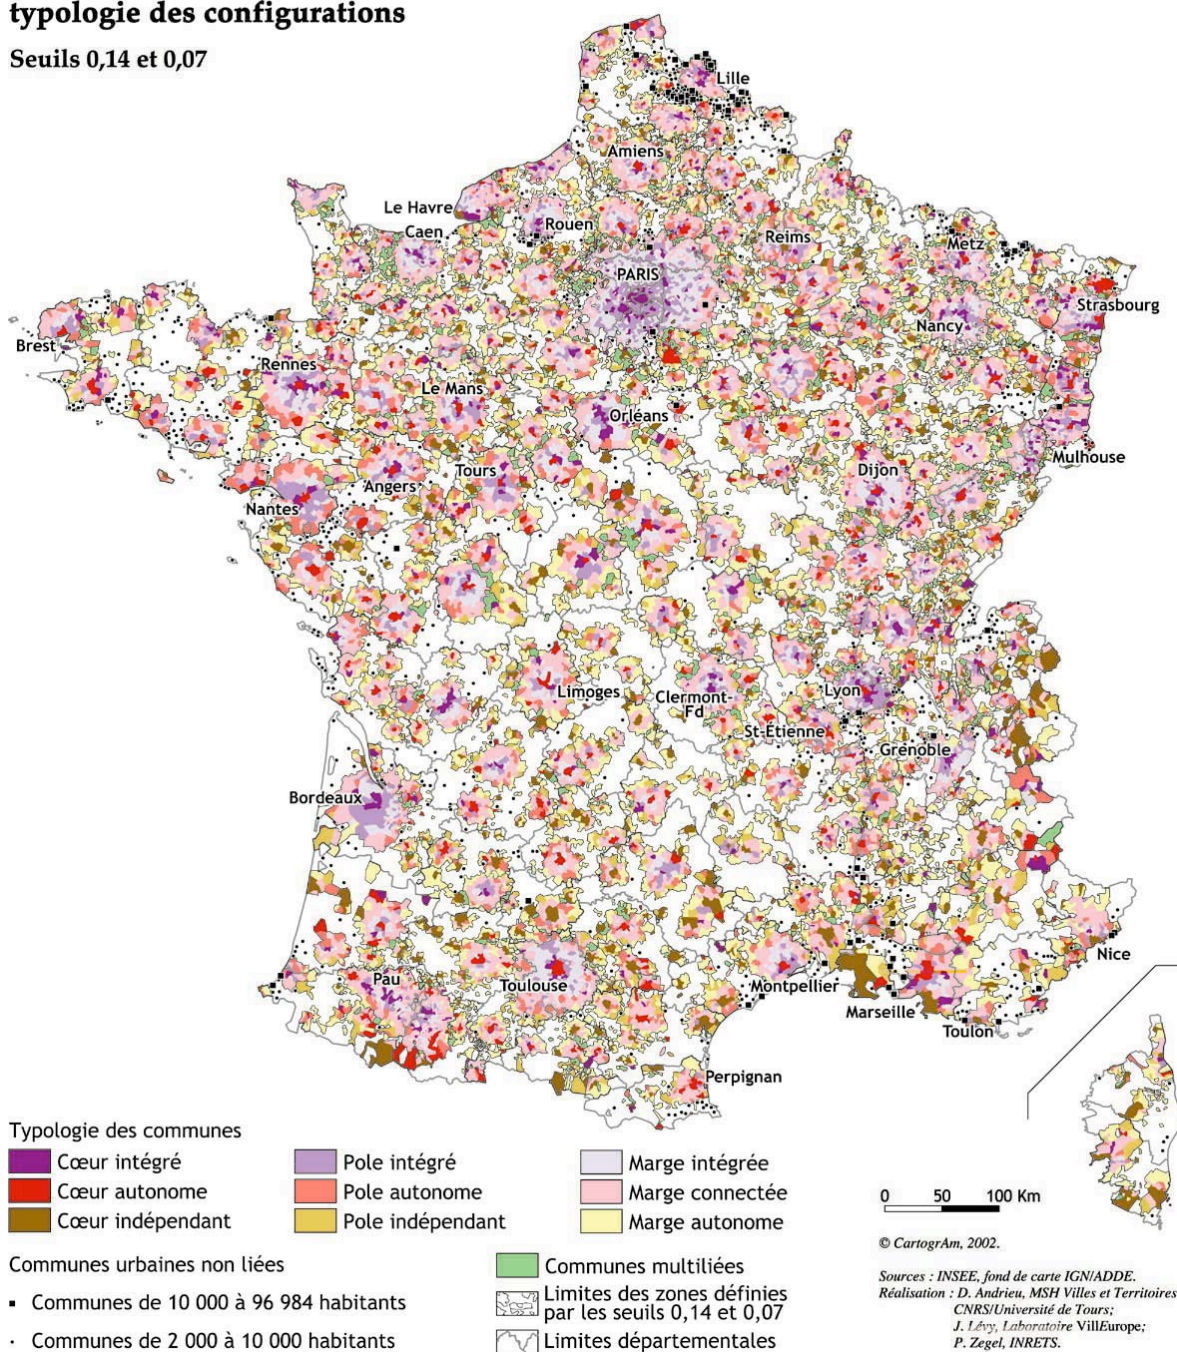 typologie des configurations
Seuils 0,14 et 0,07
Lille
Amiens
Le Havre
Rouen
Caen
Reims
Metz
PARIS
Strasbourg
Nancy
Brest
Rennes
Le Mans
Orléans
Mulhouse
Tours
Dijon
Angers
Nantes
Limoges
Clermont-
Fd
Lyon
St-Étienne
Grenoble
Bordeaux
Nice
Pau
Toulouse
Montpellier
Marseille
Toulon
Perpignan
Typologie des communes
Cœur intégré
Pole intégré
Marge intégrée
Cœur autonome
Pole autonome
Marge connectée
Cœur indépendant
Pole indépendant
Marge autonome
0 50 100 Km
© CartogrAm, 2002.
Communes urbaines non liées
Communes multiliées
Limites des zones définies
par les seuils 0,14 et 0,07
Communes de 10 000 à 96 984 habitants
Communes de 2 000 à 10 000 habitants
Limites départementales
Sources : INSEE, fond de carte IGN/ADDE.
Réalisation : D. Andrieu, MSH Villes et Territoires
CNRS/Université de Tours;
J. Lévy, Laboratoire VillEurope;
P. Zegel, INRETS.